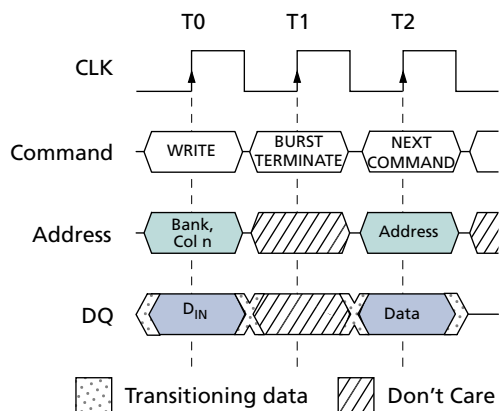 T0 T1 T2
CLK
Command WRITE BURST TERMINATE NEXT COMMAND
Address Bank, Col n Address
DQ DIN Data
Transitioning data Don't Care